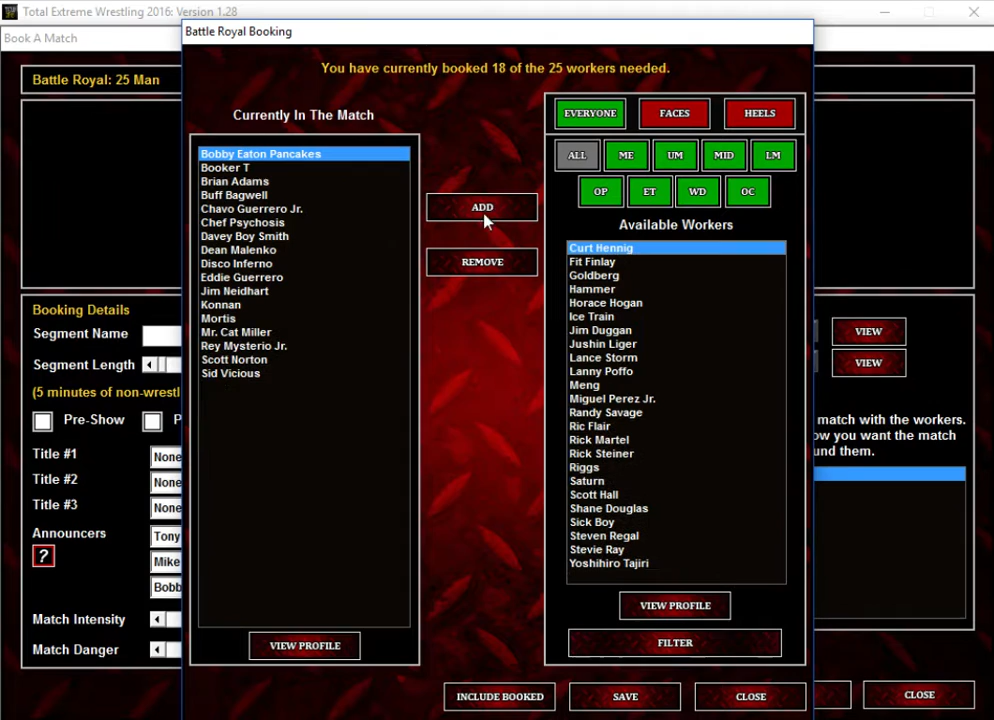 Total Extreme Wrestling 2016: Version 1.28
Book A Match
Battle Royal Booking
Battle Royal: 25 Man
You have currently booked 18 of the 25 workers needed.
Currently In The Match
Bobby Eaton Pancakes
Booker T
Brian Adams
Buff Bagwell
Chavo Guerrero Jr.
Chef Psychosis
Davey Boy Smith
Dean Malenko
Disco Inferno
Eddie Guerrero
Jim Neidhart
Konnan
Mortis
Mr. Cat Miller
Rey Mysterio Jr.
Scott Norton
Sid Vicious
VIEW PROFILE
ADD
REMOVE
EVERYONE FACES HEELS
ALL ME UM MID LM
OP ET WD OC
Available Workers
Curt Hennig
Fit Finlay
Goldberg
Hammer
Horace Hogan
Ice Train
Jim Duggan
Jushin Liger
Lance Storm
Lanny Poffo
Meng
Miguel Perez Jr.
Randy Savage
Ric Flair
Rick Martel
Rick Steiner
Riggs
Saturn
Scott Hall
Shane Douglas
Sick Boy
Steven Regal
Stevie Ray
Yoshihiro Tajiri
VIEW PROFILE
FILTER
INCLUDE BOOKED SAVE CLOSE
Booking Details
Segment Name
Segment Length
(5 minutes of non-wrestl
Pre-Show P
Title #1 None
Title #2 None
Title #3 None
Announcers Tony
? Mike
Bobb
Match Intensity
Match Danger
VIEW
VIEW
match with the workers.
ow you want the match
und them.
CLOSE